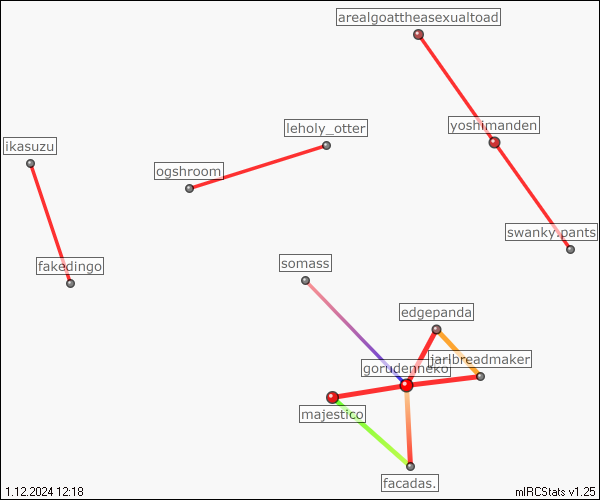 arealgoattheasexualtoad
yoshimanden
leholy_otter
ikasuzu
ogshroom
swanky.pants
fakedingo
somass
edgepanda
jarlbreadmaker
gorudenneko
majestico
facadas.
1.12.2024 12:18
mIRCStats v1.25